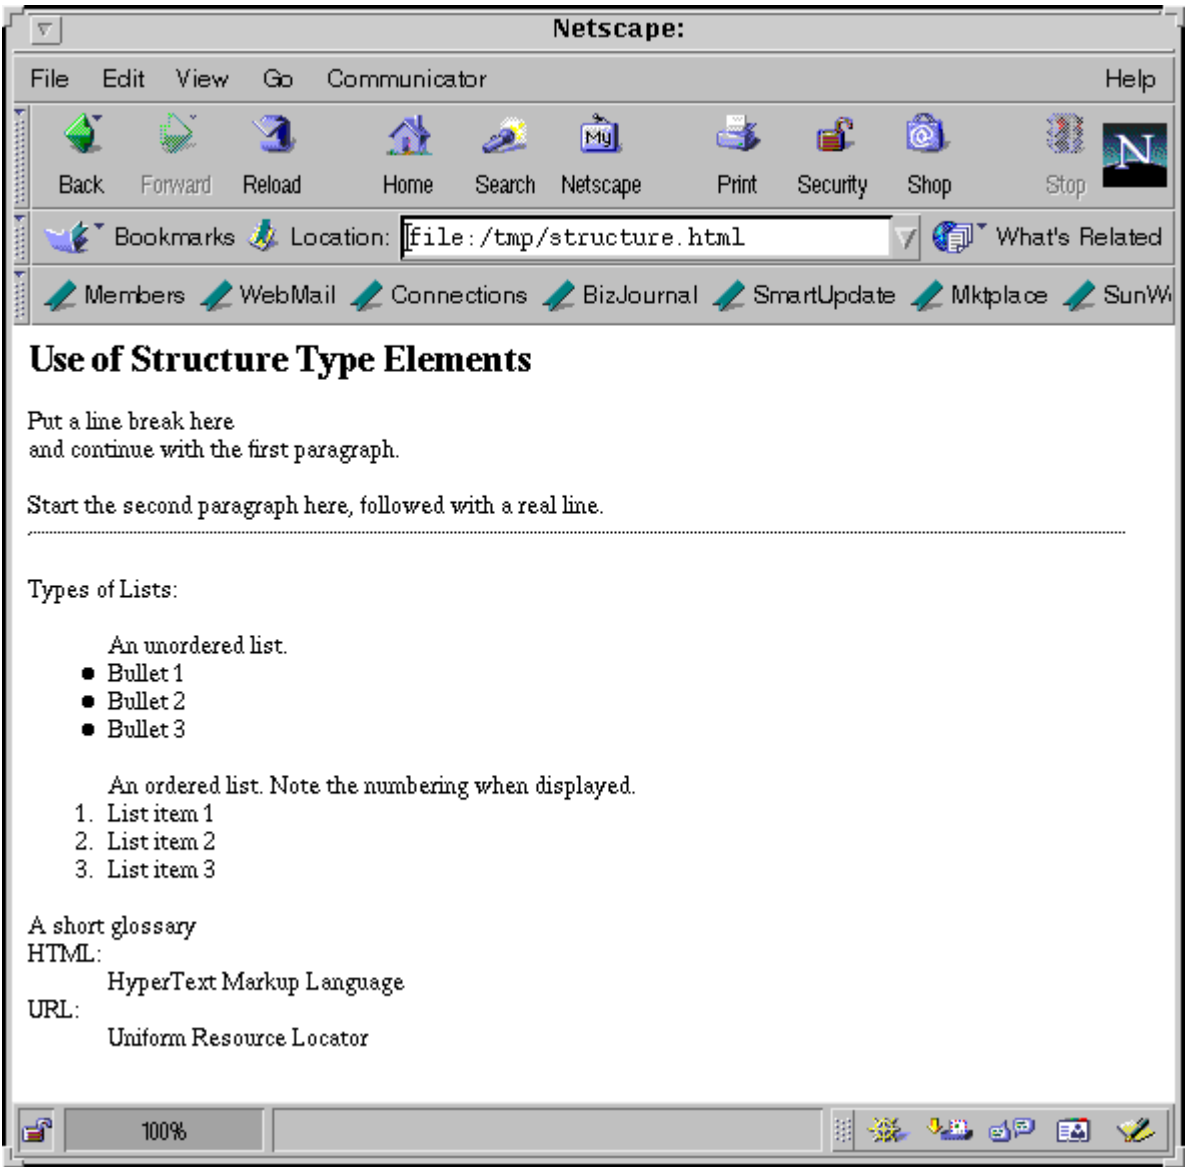 Netscape:
File Edit View Go Communicator Help
My N
Back Forward Reload Home Search Netscape Print Security Shop Stop
Bookmarks Location: file:/tmp/structure.html What's Related
Members WebMail Connections BizJournal SmartUpdate Mktplace
Use of Structure Type Elements
Put a line break here
and continue with the first paragraph.
Start the second paragraph here, followed with a real line.
Types of Lists:
An unordered list.
● Bullet 1
● Bullet 2
● Bullet 3
An ordered list. Note the numbering when displayed.
1. List item 1
2. List item 2
3. List item 3
A short glossary
HTML:
HyperText Markup Language
URL:
Uniform Resource Locator
100%